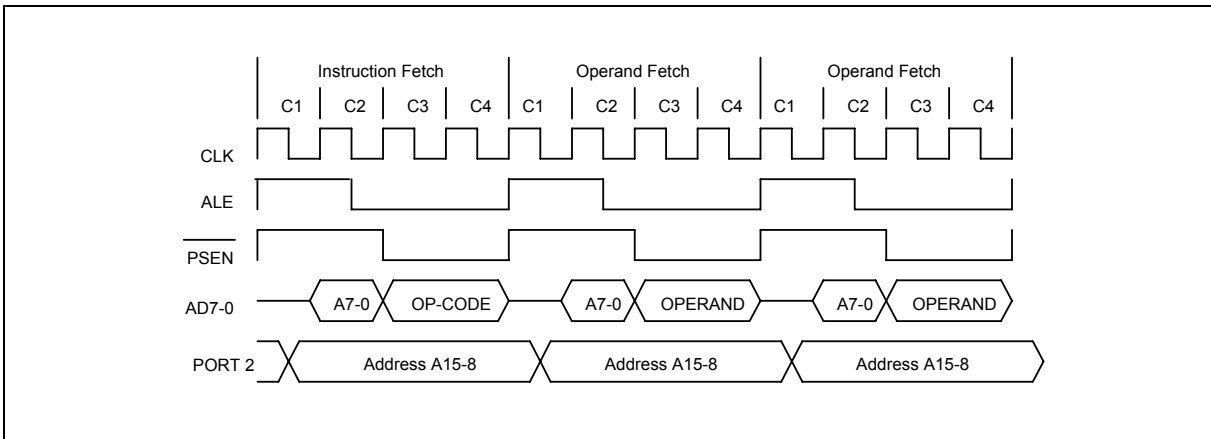 Instruction Fetch Operand Fetch Operand Fetch
C1 C2 C3 C4 C1 C2 C3 C4 C1 C2 C3 C4
CLK
ALE
PSEN
AD7-0 A7-0 OP-CODE A7-0 OPERAND A7-0 OPERAND
PORT 2 Address A15-8 Address A15-8 Address A15-8